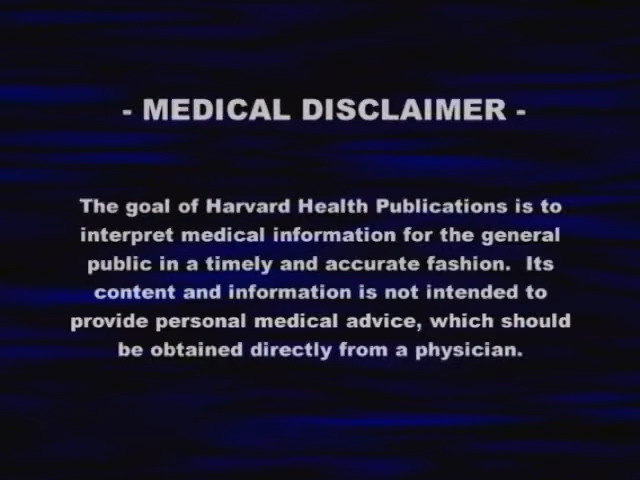 - MEDICAL DISCLAIMER -
The goal of Harvard Health Publications is to
interpret medical information for the general
public in a timely and accurate fashion.  Its
content and information is not intended to
provide personal medical advice, which should
be obtained directly from a physician.